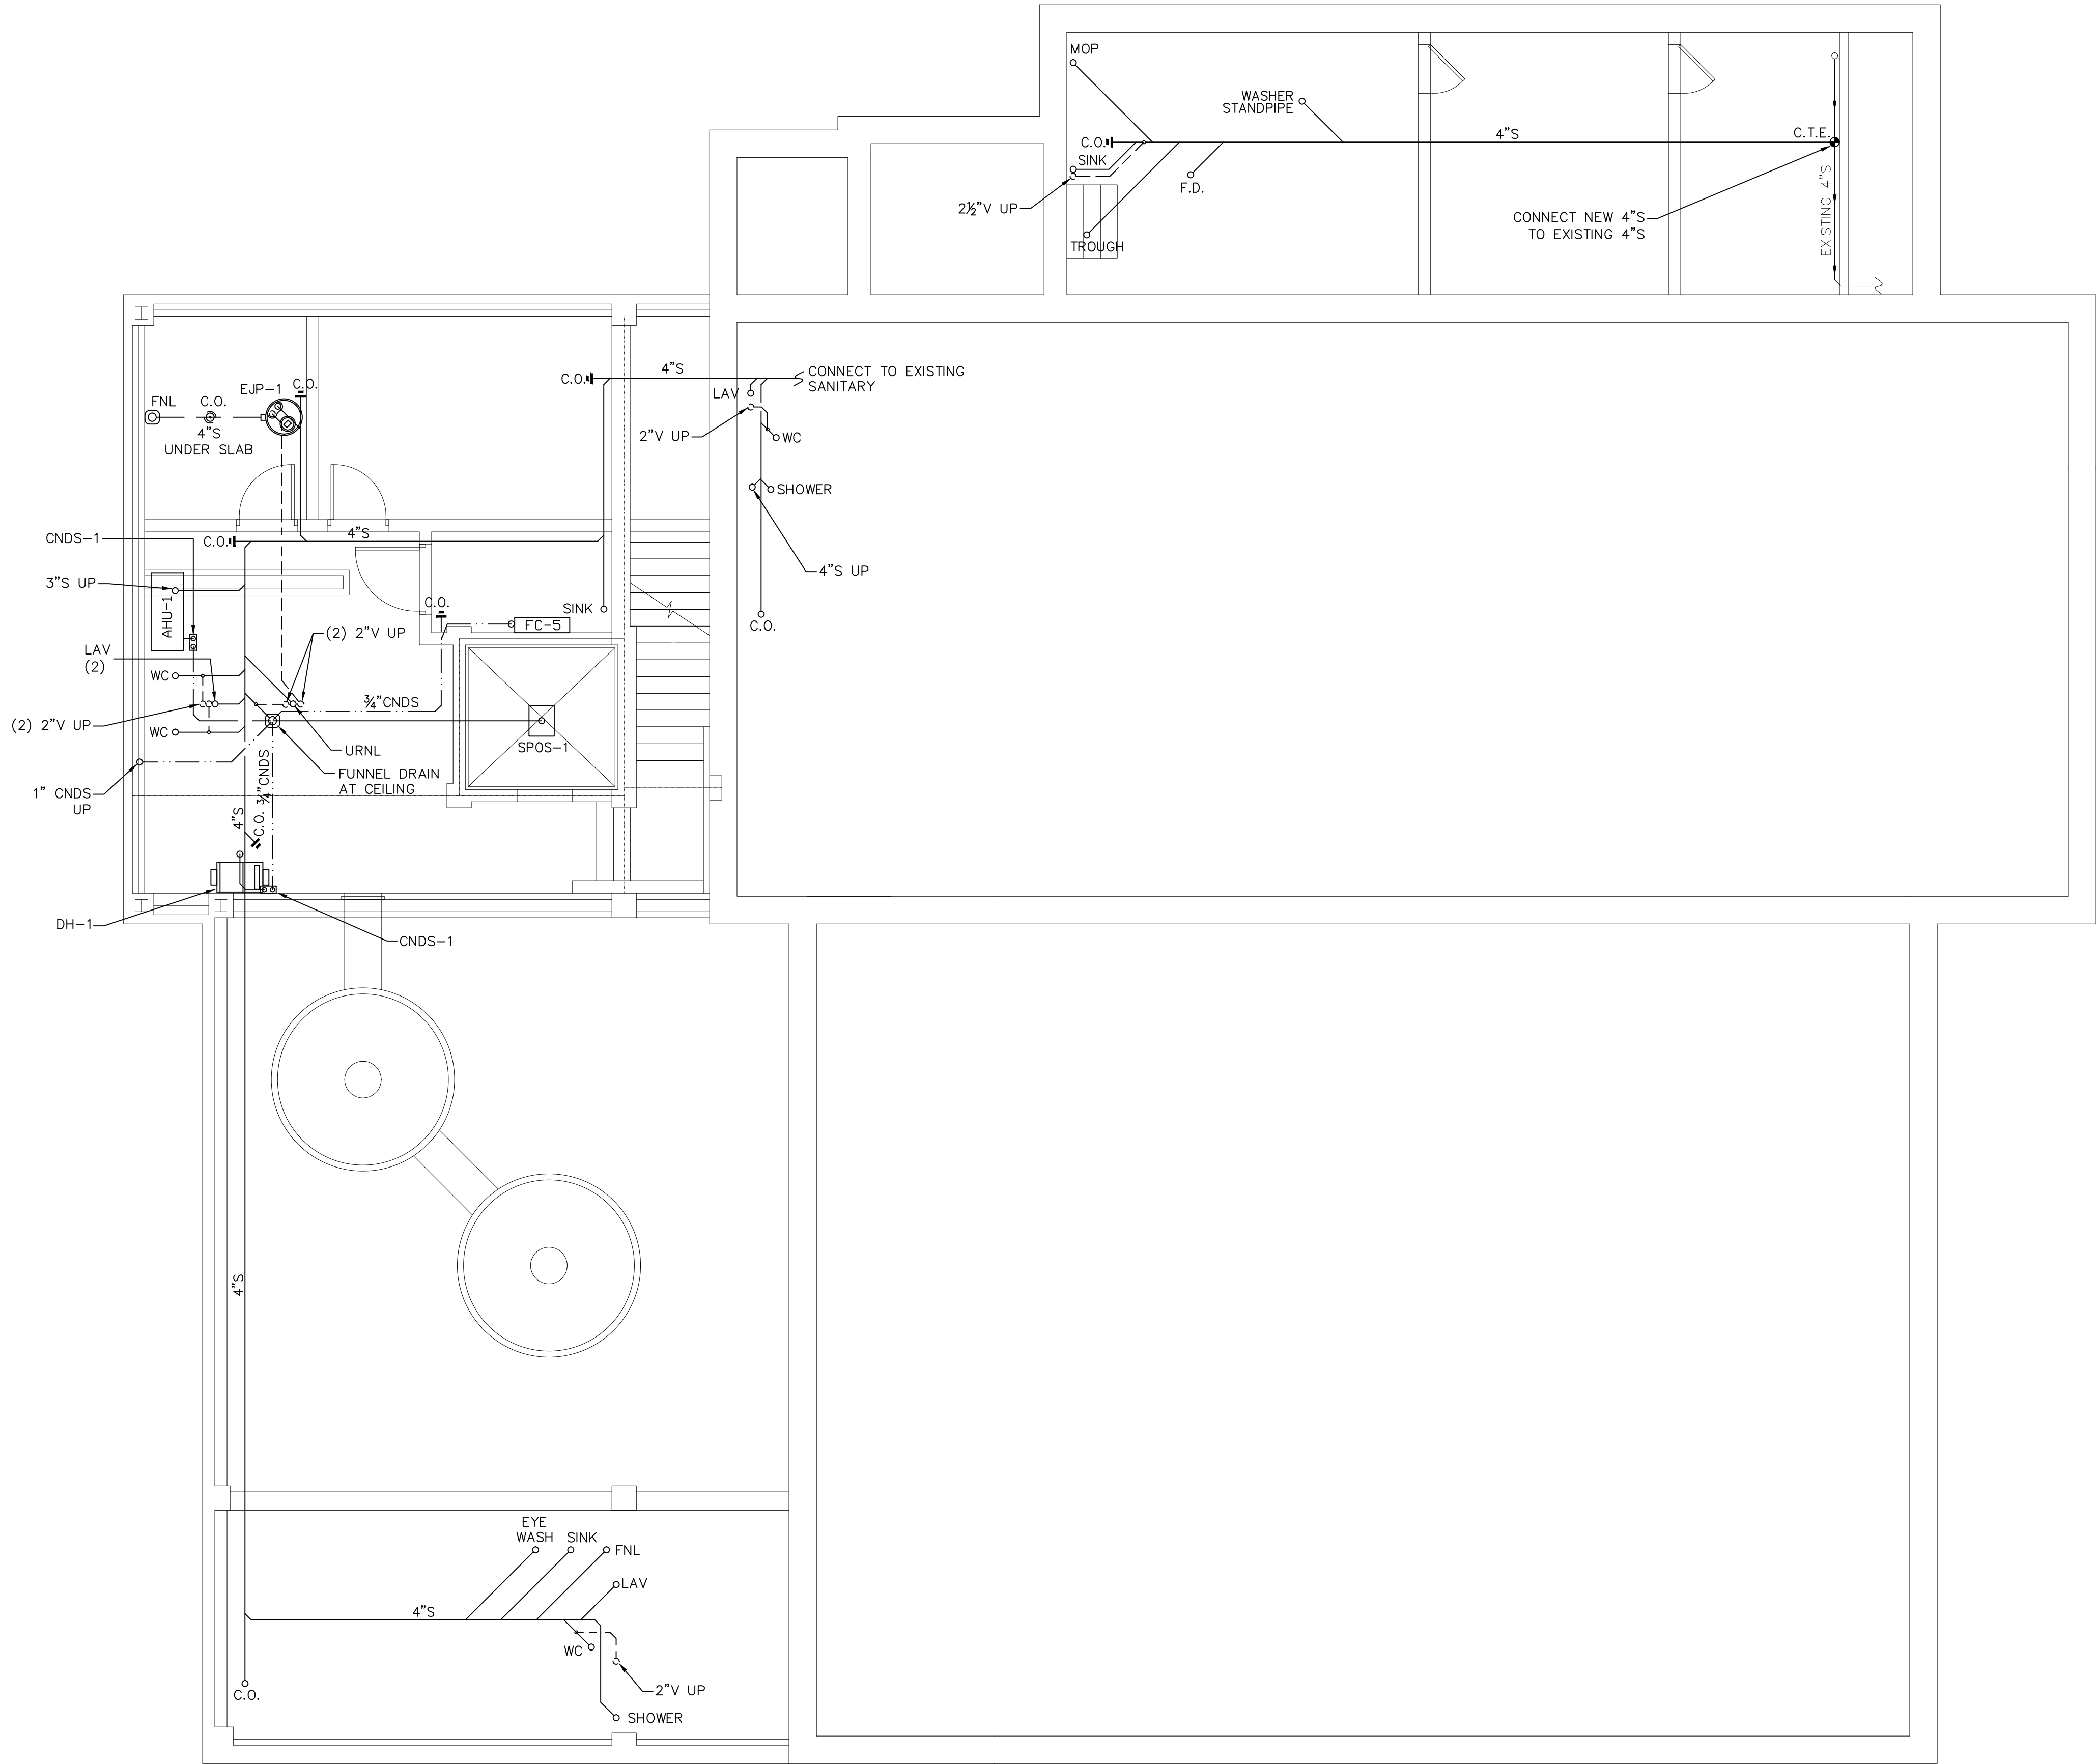 MOP
WASHER
STANDPIPE
4"S
C.T.E.
C.O.
SINK
F.D.
EXISTING 4"S
2½"V UP
CONNECT NEW 4"S
TO EXISTING 4"S
TROUGH
4"S
CONNECT TO EXISTING
SANITARY
C.O.
LAV
EJP-1
C.O.
FNL
C.O.
4"S
UNDER SLAB
2"V UP
WC
SHOWER
CNDS-1
C.O.
4"S
4"S UP
3"S UP
AHU-1
C.O.
SINK
FC-5
C.O.
(2) 2"V UP
LAV
(2)
WC
¾"CNDS
(2) 2"V UP
WC
URNL
SPOS-1
FUNNEL DRAIN
AT CEILING
1" CNDS
UP
4"S
C.O.
¾"CNDS
DH-1
CNDS-1
4"S
EYE
WASH
SINK
FNL
LAV
4"S
WC
C.O.
2"V UP
SHOWER